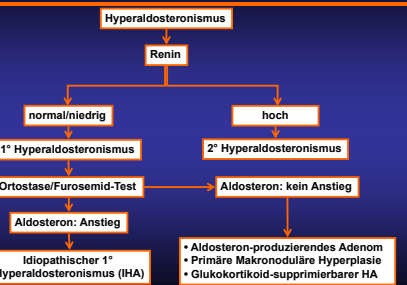 Hyperaldosteronismus
Renin
normal/niedrig
hoch
1° Hyperaldosteronismus
2° Hyperaldosteronismus
Ortostase/Furosemid-Test
Aldosteron: kein Anstieg
Aldosteron: Anstieg
Idiopathischer 1°
Hyperaldosteronismus (IHA)
• Aldosteron-produzierendes Adenom
• Primäre Makronoduläre Hyperplasie
• Glukokortikoid-supprimierbarer HA